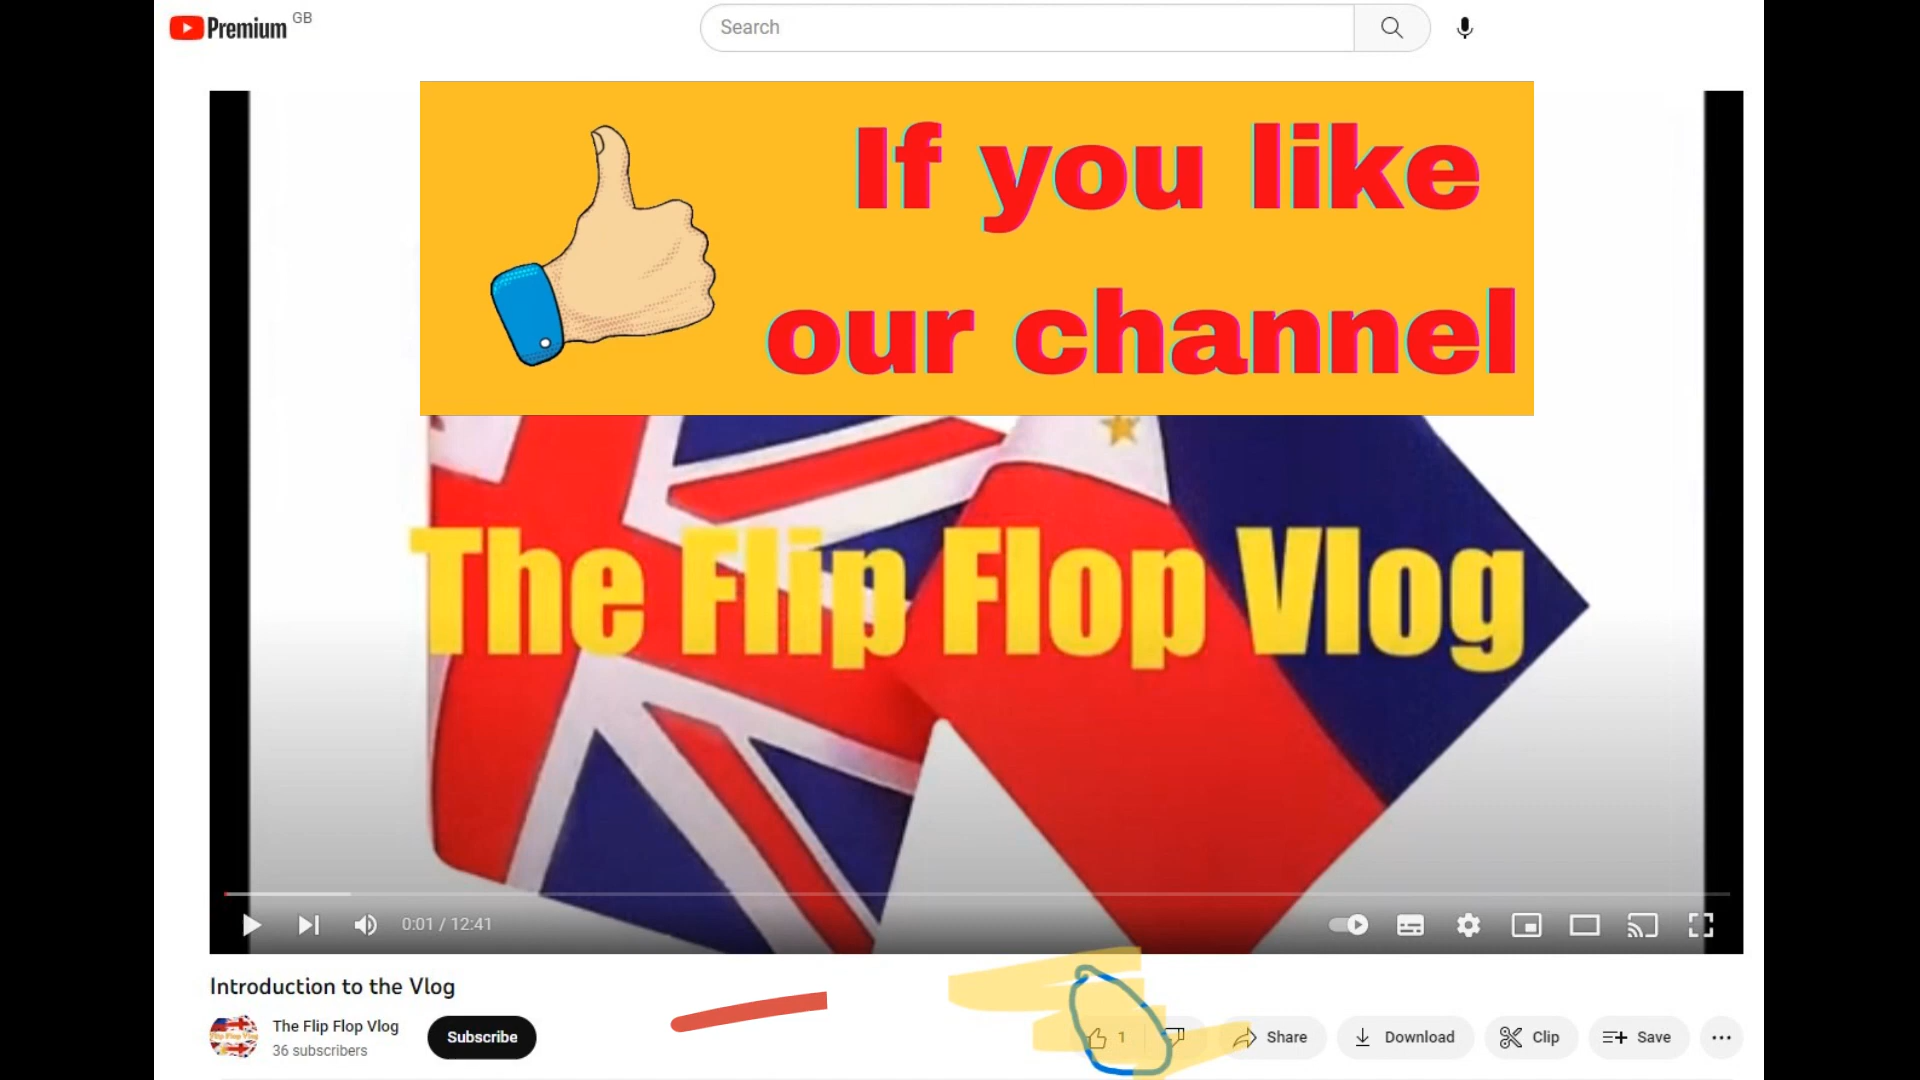 Premium GB
Search
If you like
our channel
The Flip Flop Vlog
0:01 / 12:41
Introduction to the Vlog
The Flip Flop Vlog
36 subscribers
Subscribe
1
Share
Download
Clip
Save